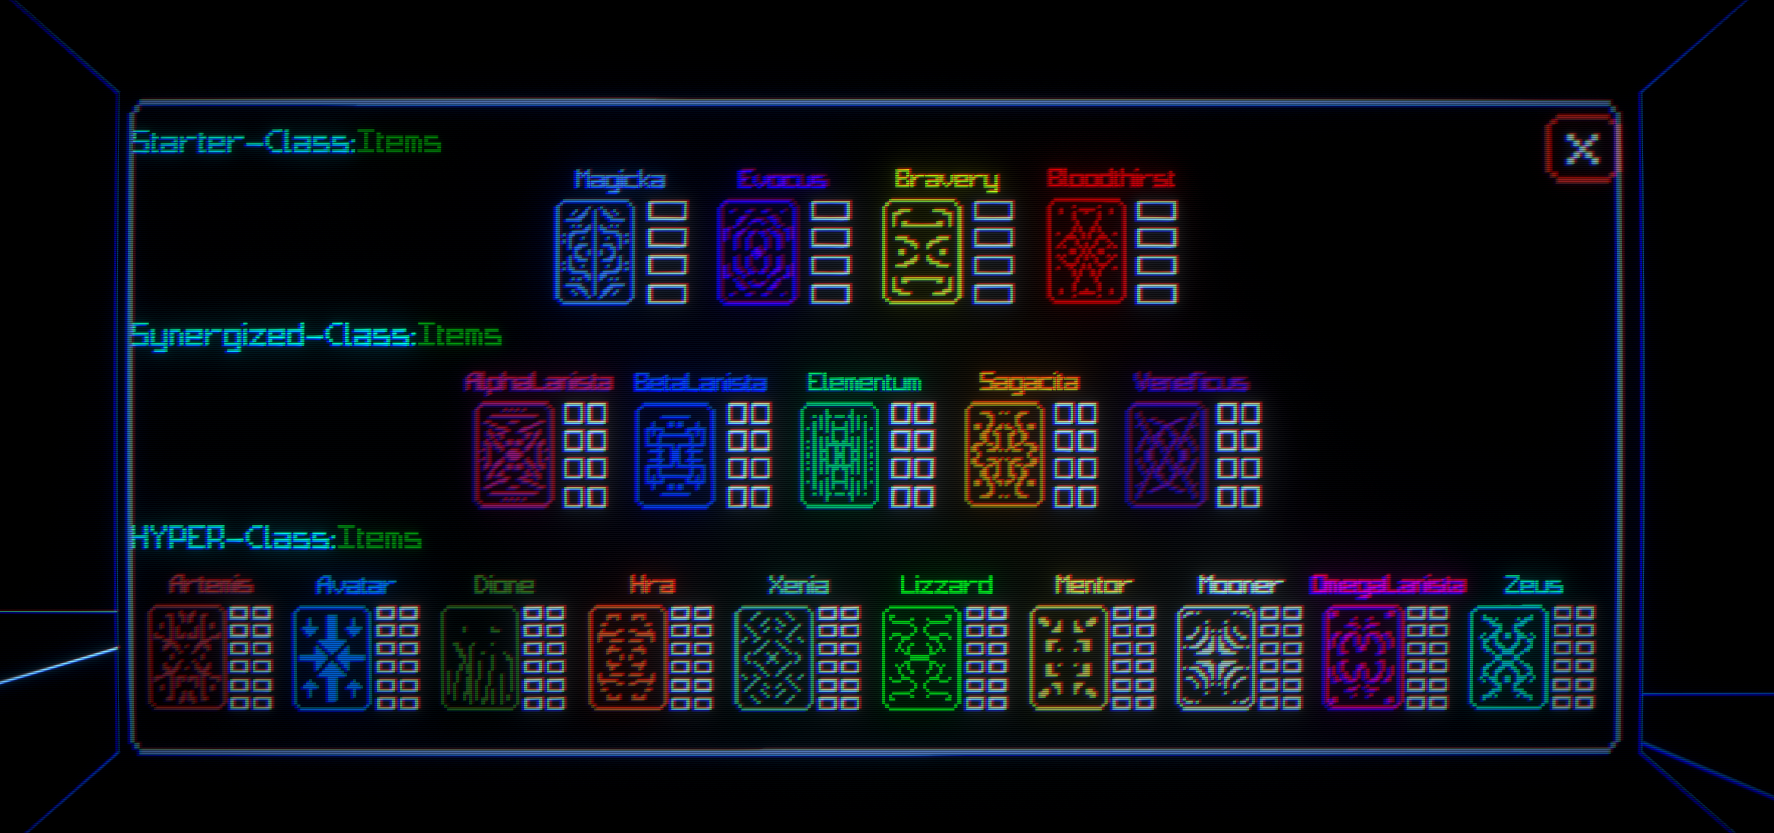 Starter-Class:Items
X
Magicka Evocus Bravery Bloodthirst
Synergized-Class:Items
AlphaLanista BetaLanista Elementum Sagacita Veneficus
HYPER-Class:Items
Artemis Avatar Dione Hra Xenia Lizzard Mentor Mooner OmegaLanista Zeus